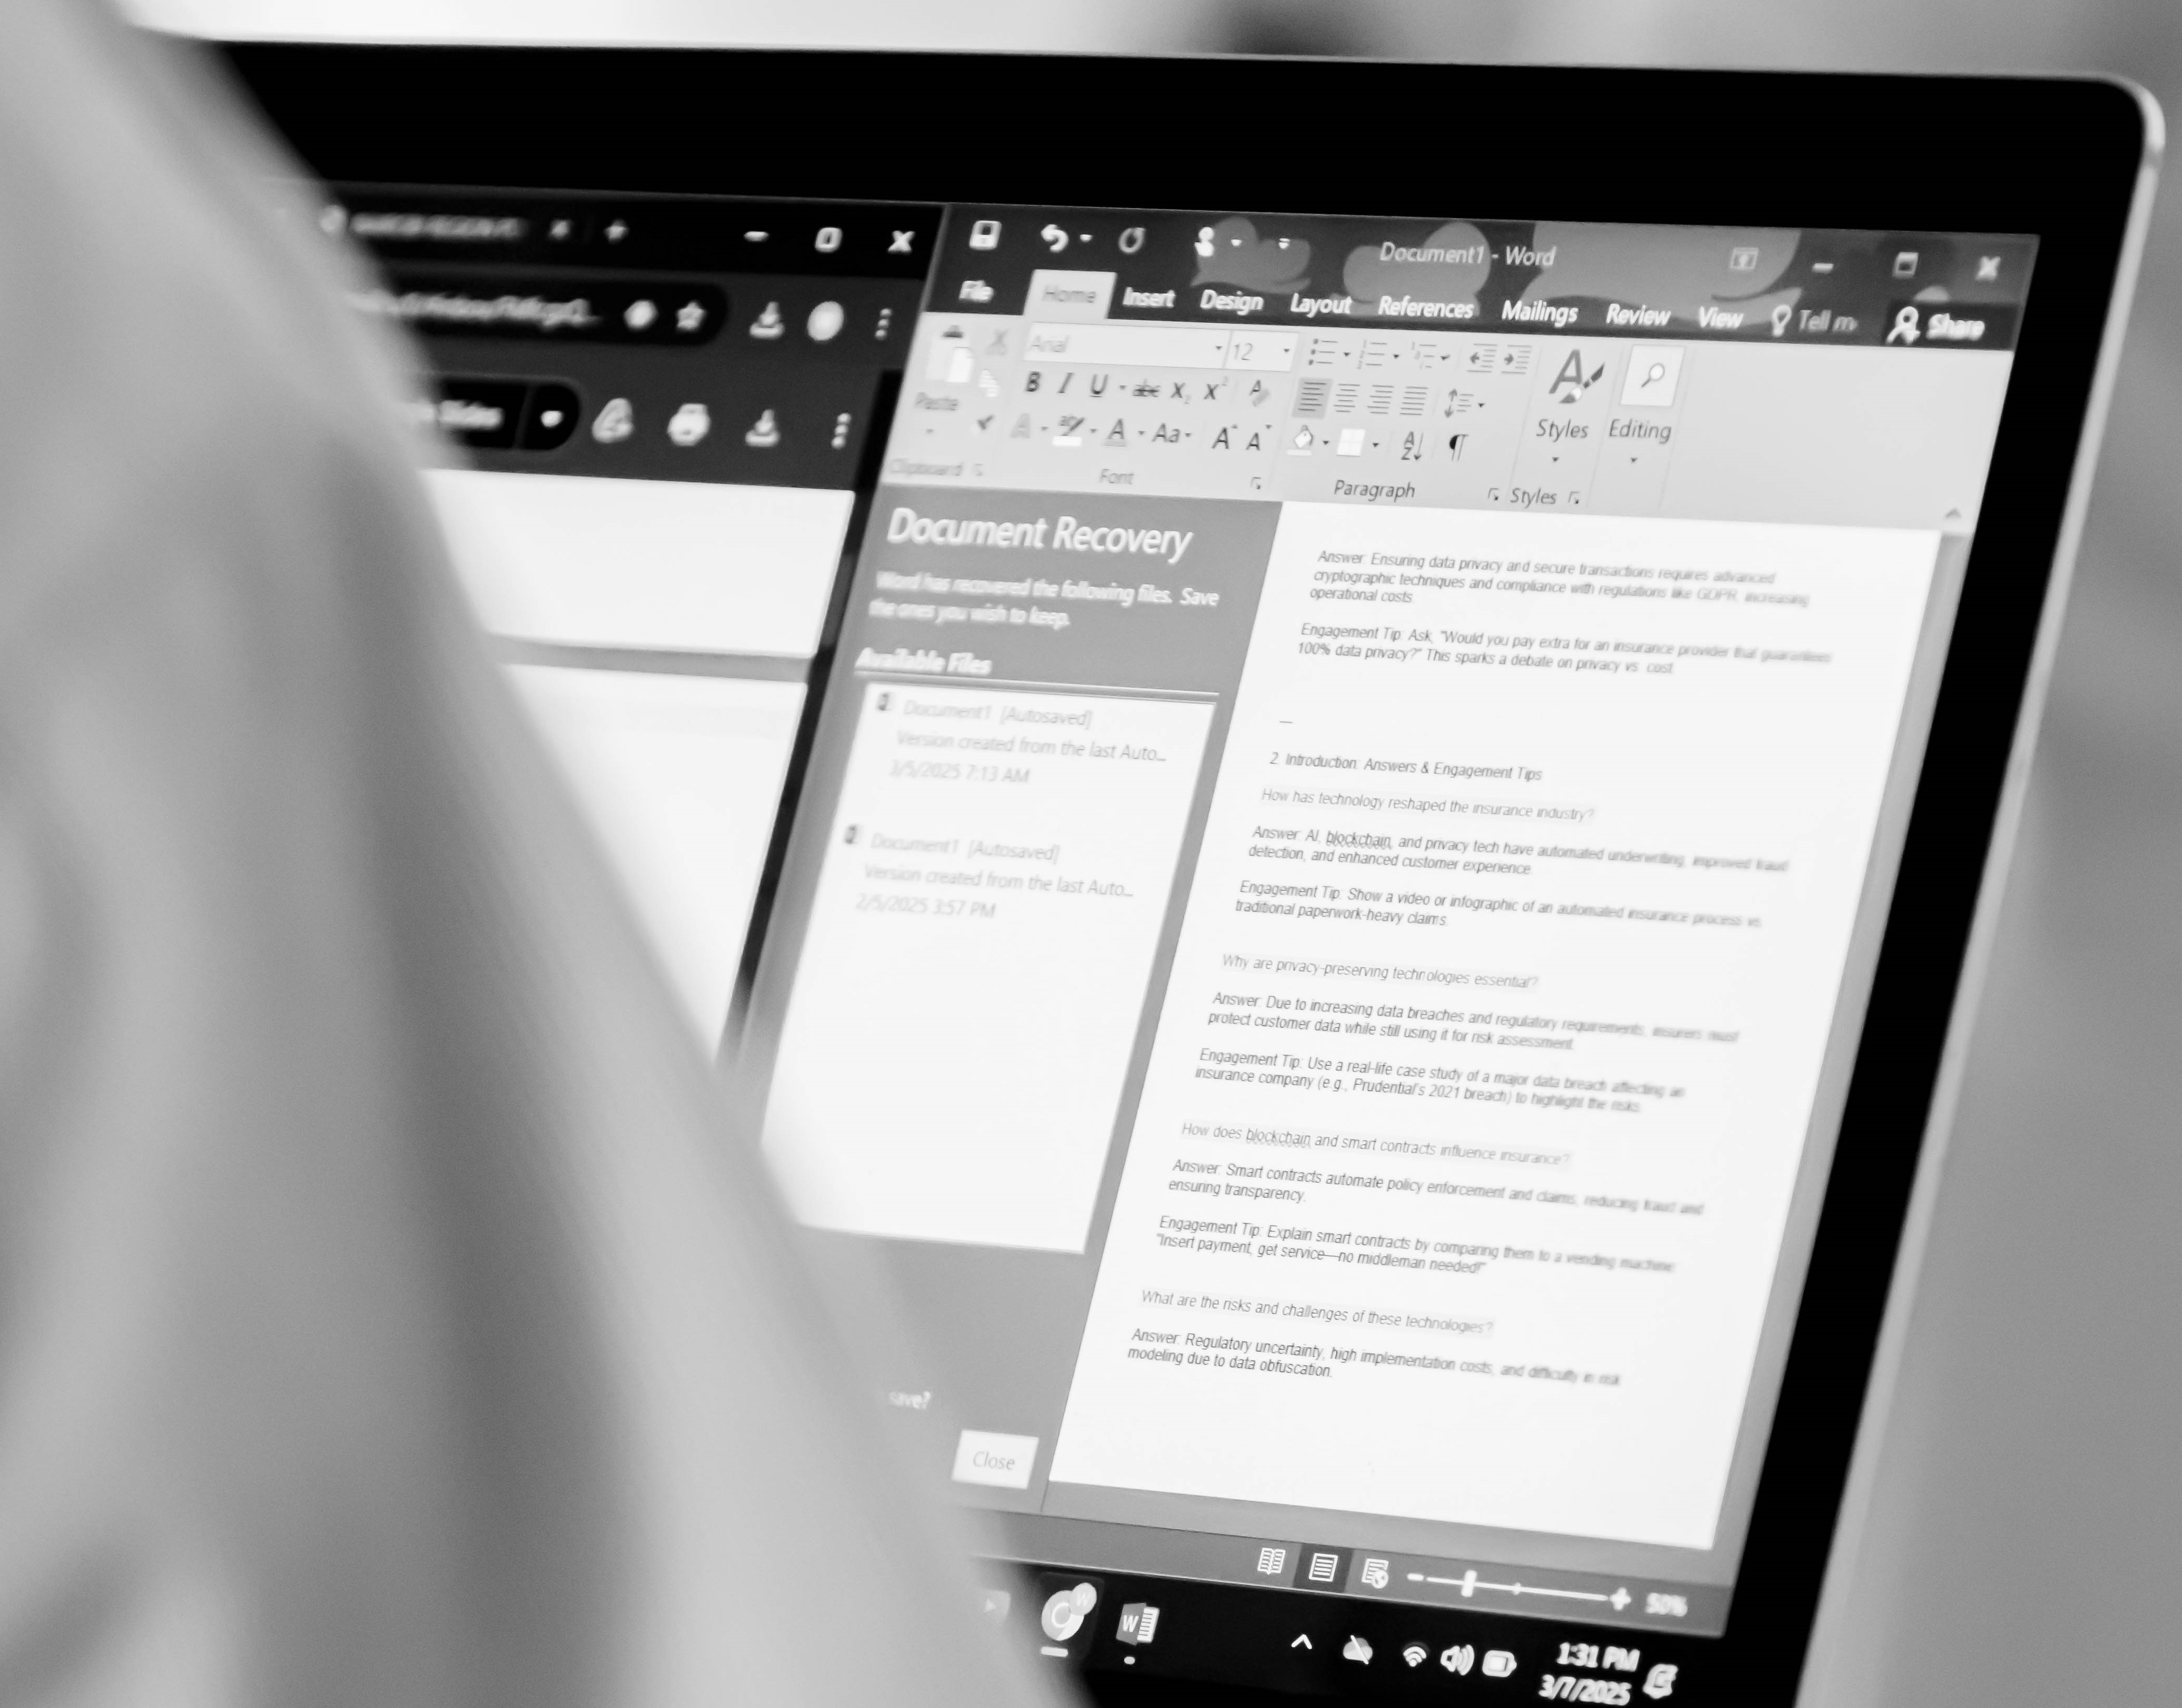 Document1 - Word
File Home Insert Design Layout References Mailings Review View Tell m Share
Arial 12
Paste
B I U abc X₂ X² A
A A Aa A A
Styles Editing
Clipboard Font Paragraph Styles
Document Recovery
Word has recovered the following files. Save
the ones you wish to keep.
Available Files
Document1 [Autosaved]
Version created from the last Auto...
3/5/2025 7:13 AM
Document1 [Autosaved]
Version created from the last Auto...
2/5/2025 3:57 PM
save?
Close
Answer: Ensuring data privacy and secure transactions requires advanced
cryptographic techniques and compliance with regulations like GDPR, increasing
operational costs.
Engagement Tip: Ask, "Would you pay extra for an insurance provider that guarantees
100% data privacy?" This sparks a debate on privacy vs. cost.
—
2. Introduction: Answers & Engagement Tips
How has technology reshaped the insurance industry?
Answer: AI, blockchain, and privacy tech have automated underwriting, improved fraud
detection, and enhanced customer experience.
Engagement Tip: Show a video or infographic of an automated insurance process vs.
traditional paperwork-heavy claims.
Why are privacy-preserving technologies essential?
Answer: Due to increasing data breaches and regulatory requirements, insurers must
protect customer data while still using it for risk assessment.
Engagement Tip: Use a real-life case study of a major data breach affecting an
insurance company (e.g., Prudential's 2021 breach) to highlight the risks.
How does blockchain and smart contracts influence insurance?
Answer: Smart contracts automate policy enforcement and claims, reducing fraud and
ensuring transparency.
Engagement Tip: Explain smart contracts by comparing them to a vending machine:
"Insert payment, get service—no middleman needed!"
What are the risks and challenges of these technologies?
Answer: Regulatory uncertainty, high implementation costs, and difficulty in risk
modeling due to data obfuscation.
50%
1:31 PM
3/7/2025
Slides